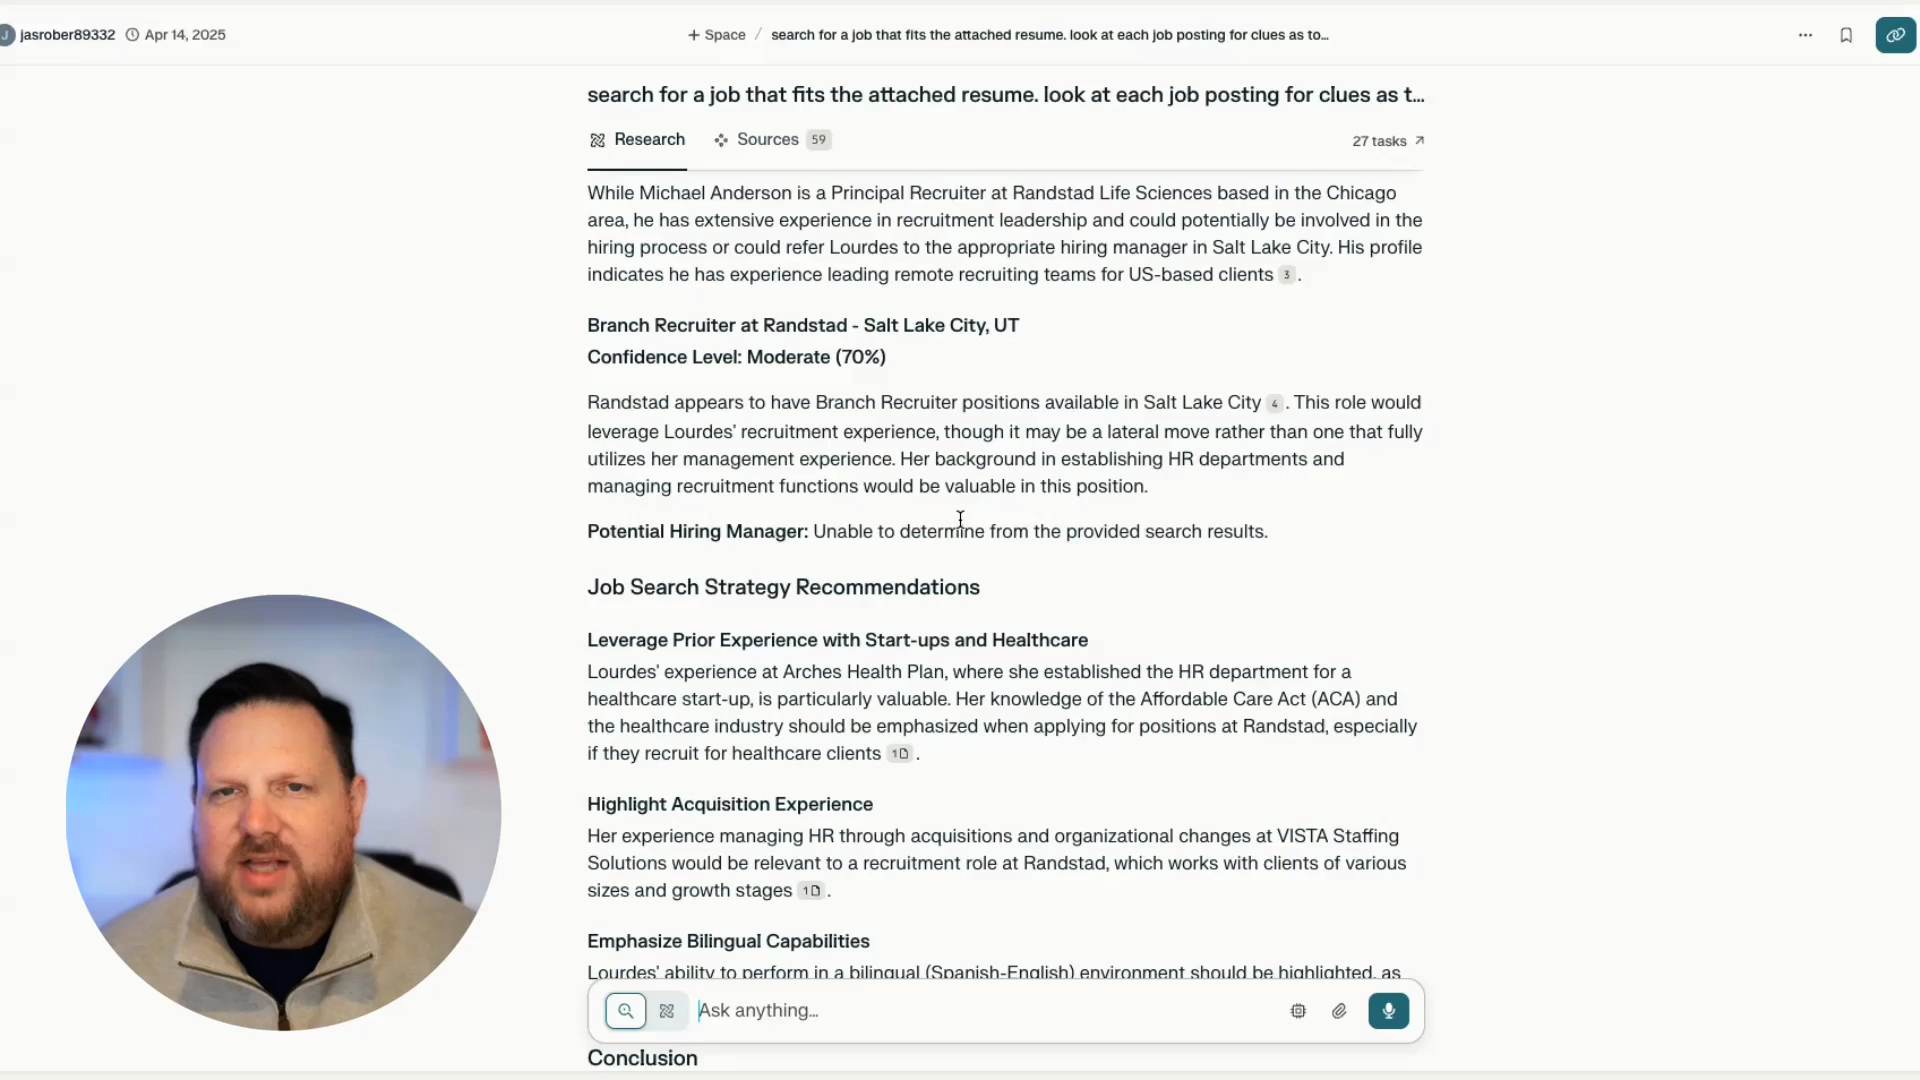 J jasrober89332 Apr 14, 2025
+ Space / search for a job that fits the attached resume. look at each job posting for clues as to...
search for a job that fits the attached resume. look at each job posting for clues as t...
Research Sources 59 27 tasks
While Michael Anderson is a Principal Recruiter at Randstad Life Sciences based in the Chicago
area, he has extensive experience in recruitment leadership and could potentially be involved in the
hiring process or could refer Lourdes to the appropriate hiring manager in Salt Lake City. His profile
indicates he has experience leading remote recruiting teams for US-based clients 3 .
Branch Recruiter at Randstad - Salt Lake City, UT
Confidence Level: Moderate (70%)
Randstad appears to have Branch Recruiter positions available in Salt Lake City 4 . This role would
leverage Lourdes' recruitment experience, though it may be a lateral move rather than one that fully
utilizes her management experience. Her background in establishing HR departments and
managing recruitment functions would be valuable in this position.
Potential Hiring Manager: Unable to determine from the provided search results.
Job Search Strategy Recommendations
Leverage Prior Experience with Start-ups and Healthcare
Lourdes' experience at Arches Health Plan, where she established the HR department for a
healthcare start-up, is particularly valuable. Her knowledge of the Affordable Care Act (ACA) and
the healthcare industry should be emphasized when applying for positions at Randstad, especially
if they recruit for healthcare clients 1 .
Highlight Acquisition Experience
Her experience managing HR through acquisitions and organizational changes at VISTA Staffing
Solutions would be relevant to a recruitment role at Randstad, which works with clients of various
sizes and growth stages 1 .
Emphasize Bilingual Capabilities
Lourdes' ability to perform in a bilingual (Spanish-English) environment should be highlighted, as
Ask anything...
Conclusion